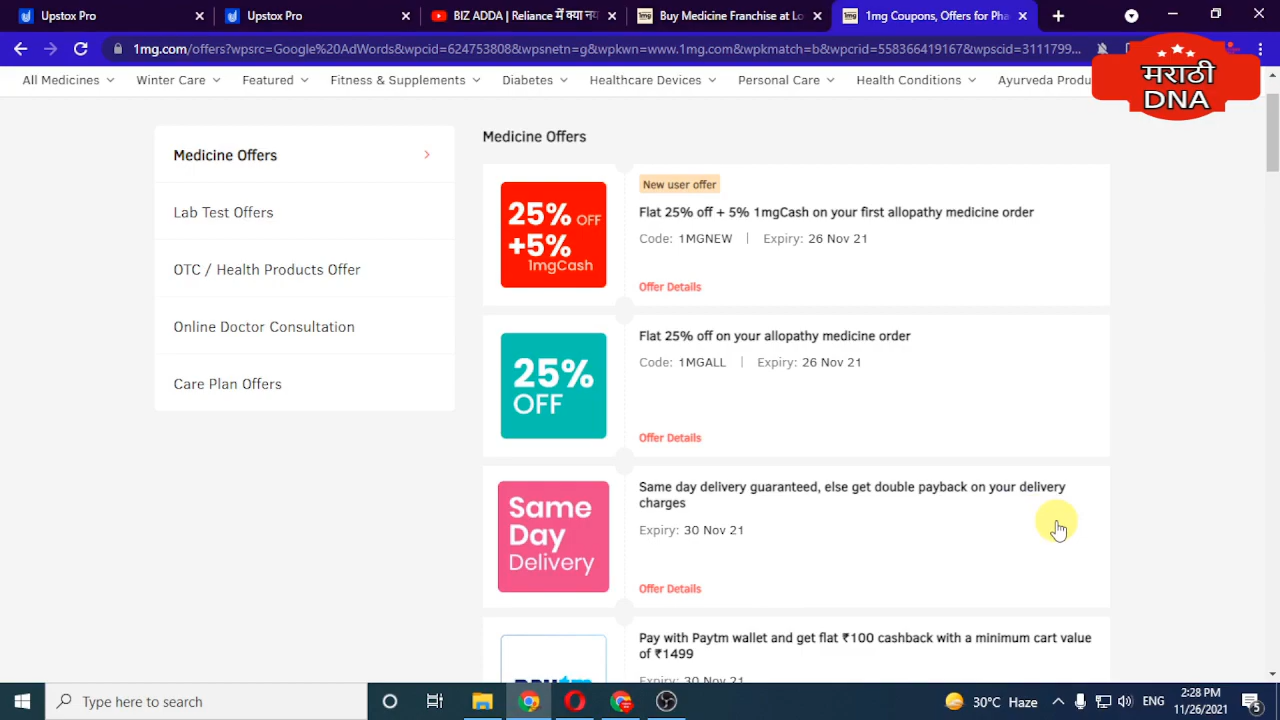 Upstox Pro
Upstox Pro
BIZ ADDA | Reliance में क्या नय
Buy Medicine Franchise at Lo
1mg Coupons, Offers for Pha
1mg.com/offers?wpsrc=Google%20AdWords&wpcid=6247538088&wpsnetn=g&wpkwn=www.1mg.com&wpkmatch=b&wpcrid=558366419167&wpscid=3111799...
All Medicines
Winter Care
Featured
Fitness & Supplements
Diabetes
Healthcare Devices
Personal Care
Health Conditions
Ayurveda Produ
मराठी
DNA
Medicine Offers
Lab Test Offers
OTC / Health Products Offer
Online Doctor Consultation
Care Plan Offers
Medicine Offers
25% OFF
+5%
1mgCash
New user offer
Flat 25% off + 5% 1mgCash on your first allopathy medicine order
Code: 1MGNEW | Expiry: 26 Nov 21
Offer Details
25%
OFF
Flat 25% off on your allopathy medicine order
Code: 1MGALL | Expiry: 26 Nov 21
Offer Details
Same
Day
Delivery
Same day delivery guaranteed, else get double payback on your delivery
charges
Expiry: 30 Nov 21
Offer Details
Pay with Paytm wallet and get flat ₹100 cashback with a minimum cart value
of ₹1499
Expiry: 30 Nov 21
Type here to search
30°C Haze
ENG
2:28 PM
11/26/2021
5